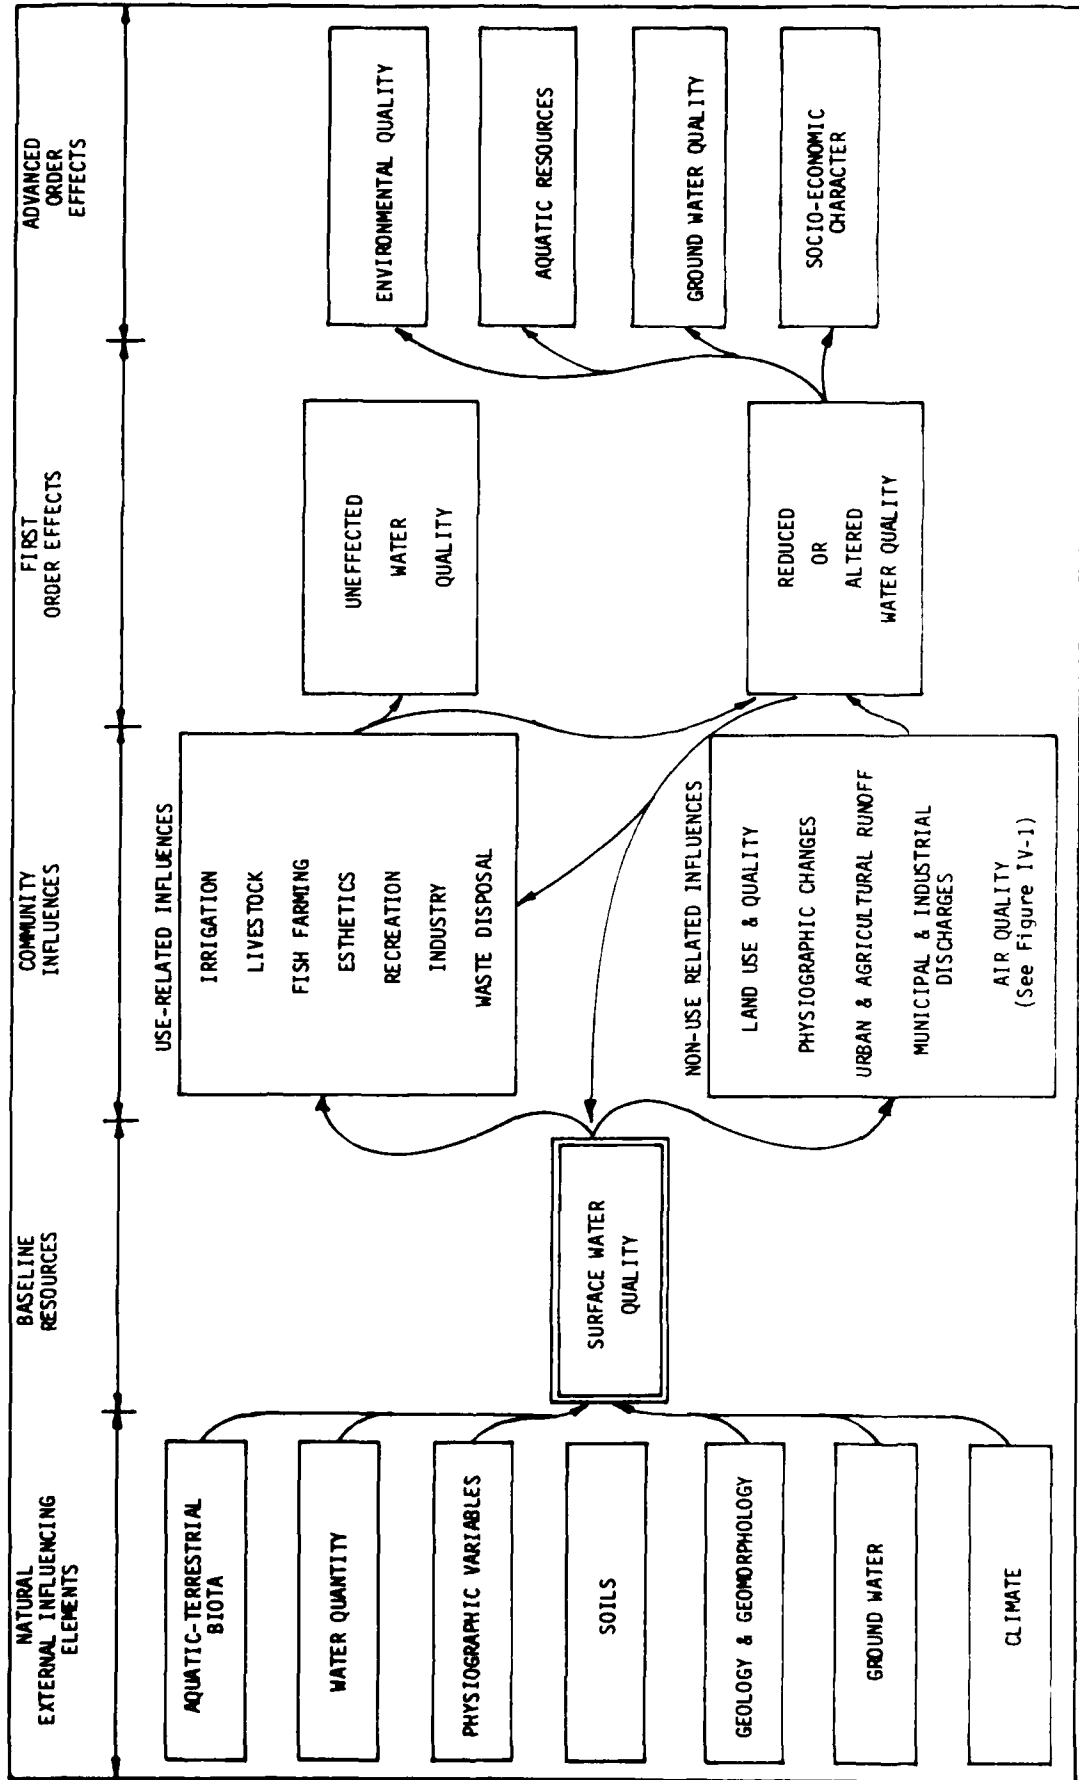 NATURAL
EXTERNAL INFLUENCING
ELEMENTS
BASELINE
RESOURCES
COMMUNITY
INFLUENCES
FIRST
ORDER EFFECTS
ADVANCED
ORDER
EFFECTS
AQUATIC-TERRESTRIAL
BIOTA
WATER QUANTITY
PHYSIOGRAPHIC VARIABLES
SOILS
GEOLOGY & GEOMORPHOLOGY
GROUND WATER
CLIMATE
SURFACE WATER
QUALITY
USE-RELATED INFLUENCES
IRRIGATION
LIVESTOCK
FISH FARMING
ESTHETICS
RECREATION
INDUSTRY
WASTE DISPOSAL
NON-USE RELATED INFLUENCES
LAND USE & QUALITY
PHYSIOGRAPHIC CHANGES
URBAN & AGRICULTURAL RUNOFF
MUNICIPAL & INDUSTRIAL
DISCHARGES
AIR QUALITY
(See Figure IV-1)
UNEFFECTED
WATER
QUALITY
REDUCED
OR
ALTERED
WATER QUALITY
ENVIRONMENTAL QUALITY
AQUATIC RESOURCES
GROUND WATER QUALITY
SOCIO-ECONOMIC
CHARACTER